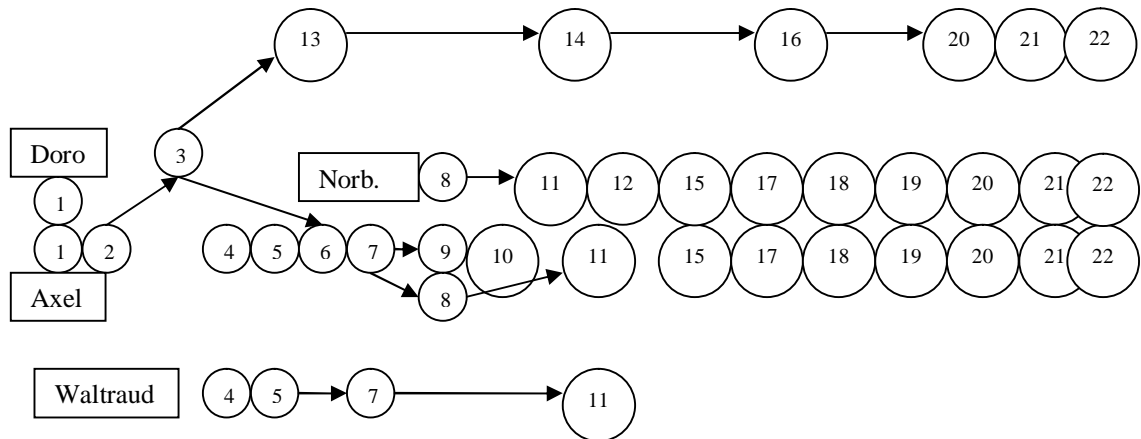 13 14 16 20 21 22
Doro 3 Norb. 8 11 12 15 17 18 19 20 21 22
1
1 2 4 5 6 7 9 10 11 15 17 18 19 20 21 22
Axel 8
Waltraud 4 5 7 11